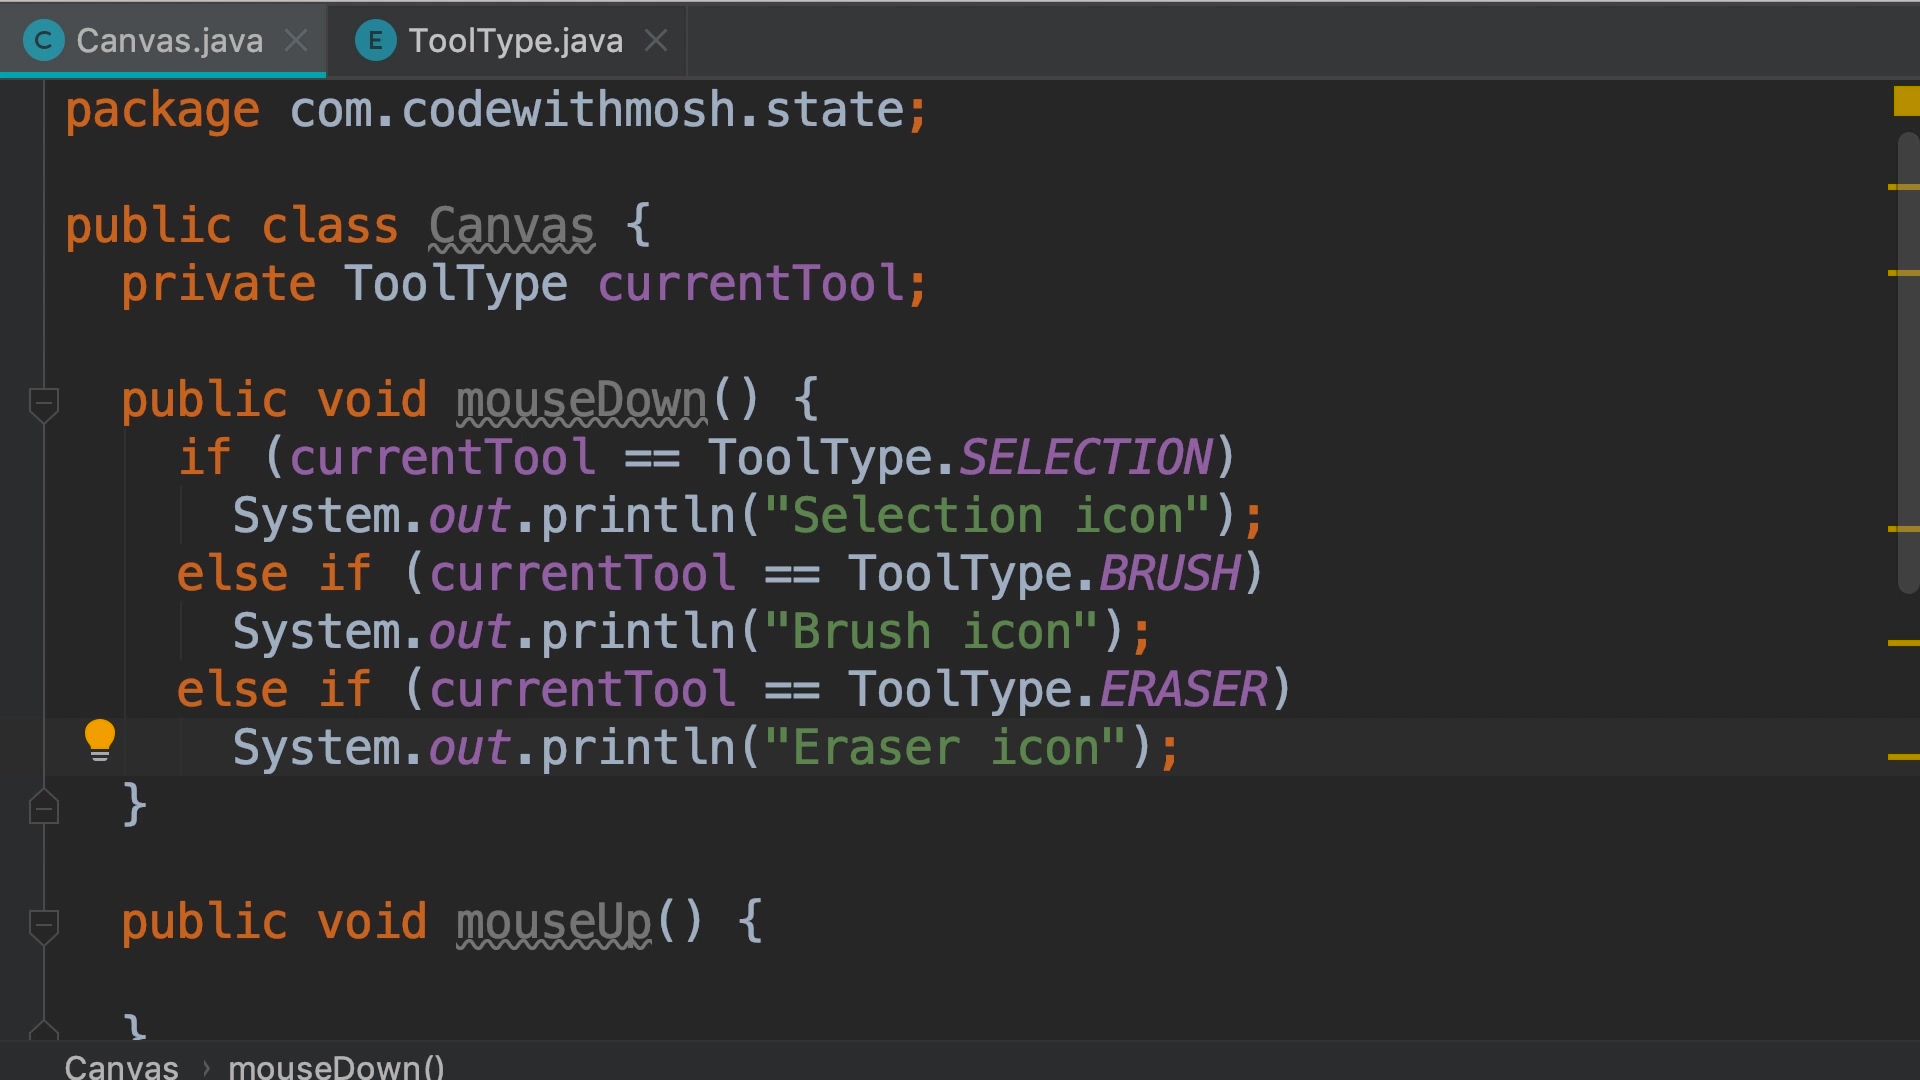 C Canvas.java
E ToolType.java
package com.codewithmosh.state;
public class Canvas {
private ToolType currentTool;
public void mouseDown() {
if (currentTool == ToolType.SELECTION)
System.out.println("Selection icon");
else if (currentTool == ToolType.BRUSH)
System.out.println("Brush icon");
else if (currentTool == ToolType.ERASER)
System.out.println("Eraser icon");
}
public void mouseUp() {
}
Canvas › mouseDown()